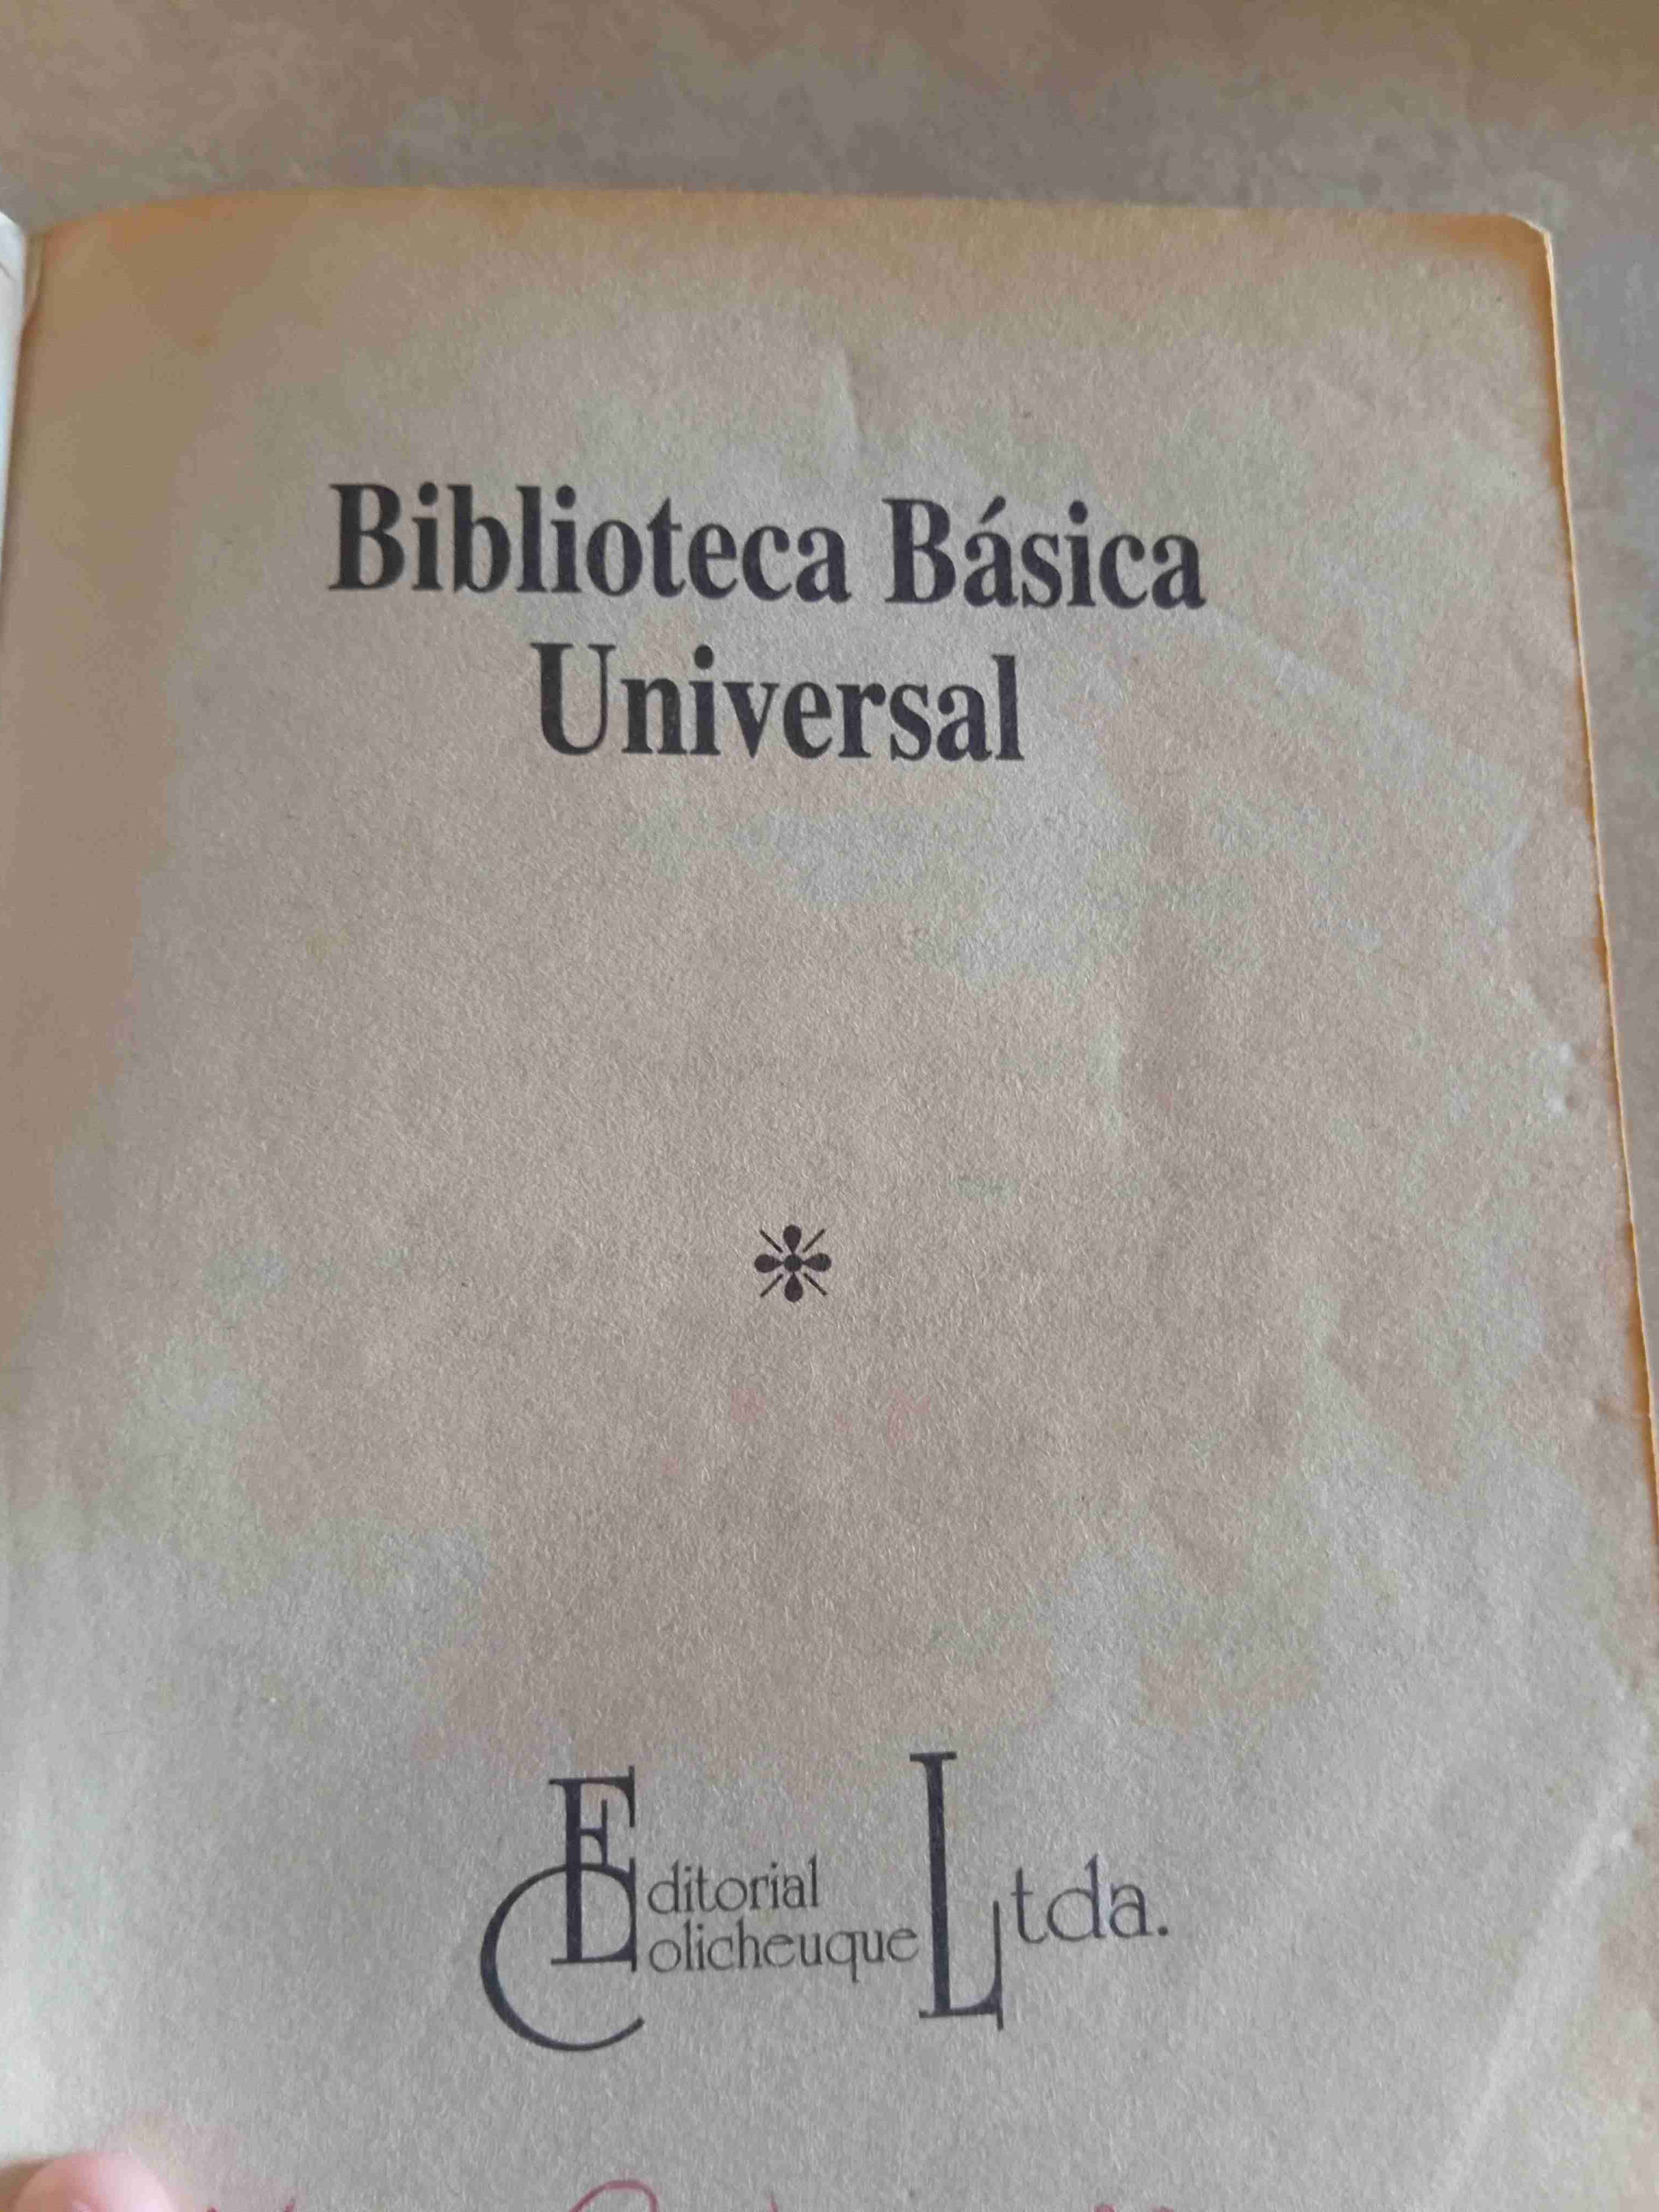 Biblioteca Básica
Universal
Editorial
Colicheuque Ltda.